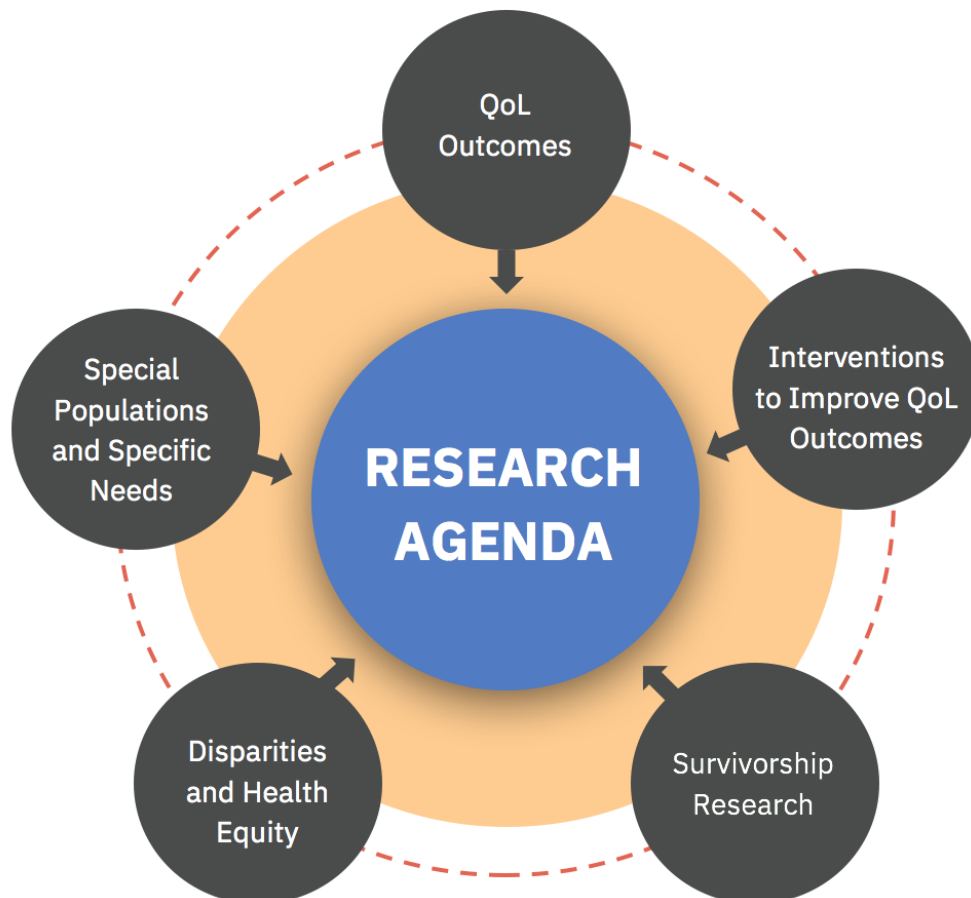 QoL
Outcomes
Interventions
to Improve QoL
Outcomes
Special
Populations
and Specific
Needs
RESEARCH
AGENDA
Disparities
and Health
Equity
Survivorship
Research